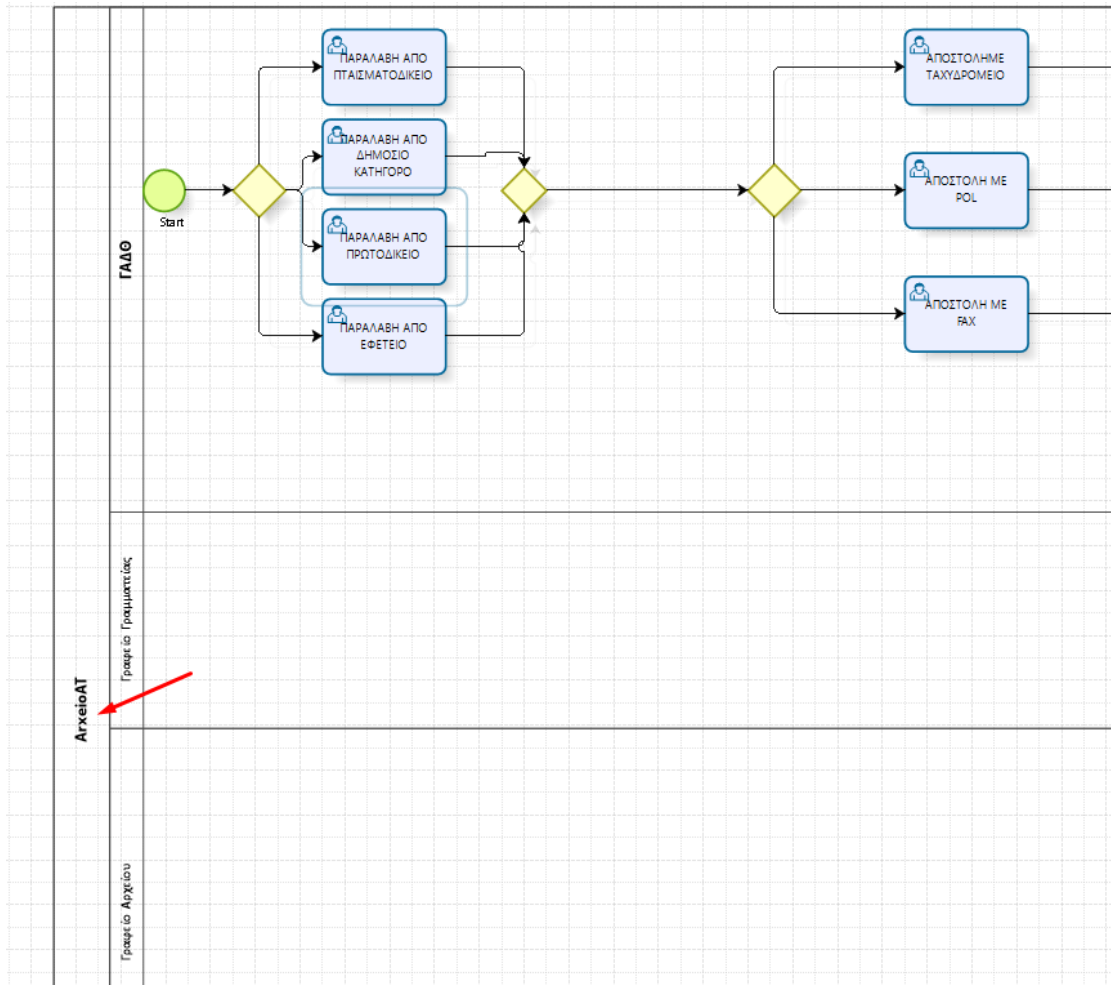 ΠΑΡΑΛΑΒΗ ΑΠΟ
ΠΤΑΙΣΜΑΤΟΔΙΚΕΙΟ
ΠΑΡΑΛΑΒΗ ΑΠΟ
ΔΗΜΟΣΙΟ
ΚΑΤΗΓΟΡΟ
ΠΑΡΑΛΑΒΗ ΑΠΟ
ΠΡΩΤΟΔΙΚΕΙΟ
ΠΑΡΑΛΑΒΗ ΑΠΟ
ΕΦΕΤΕΙΟ
Start
ΑΠΟΣΤΟΛΗΜΕ
ΤΑΧΥΔΡΟΜΕΙΟ
ΑΠΟΣΤΟΛΗ ΜΕ
POL
ΑΠΟΣΤΟΛΗ ΜΕ
FAX
ΓΑΔΘ
Γραφείο Γραμματείας
ArxeioAT
Γραφείο Αρχείου